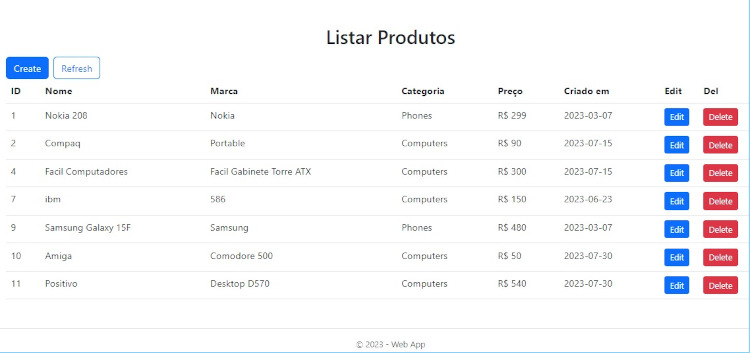 Listar Produtos
Create Refresh
ID Nome Marca Categoria Preço Criado em Edit Del
1 Nokia 208 Nokia Phones R$ 299 2023-03-07 Edit Delete
2 Compaq Portable Computers R$ 90 2023-07-15 Edit Delete
4 Facil Computadores Facil Gabinete Torre ATX Computers R$ 300 2023-07-15 Edit Delete
7 ibm 586 Computers R$ 150 2023-06-23 Edit Delete
9 Samsung Galaxy 15F Samsung Phones R$ 480 2023-03-07 Edit Delete
10 Amiga Comodore 500 Computers R$ 50 2023-07-30 Edit Delete
11 Positivo Desktop D570 Computers R$ 540 2023-07-30 Edit Delete
© 2023 - Web App